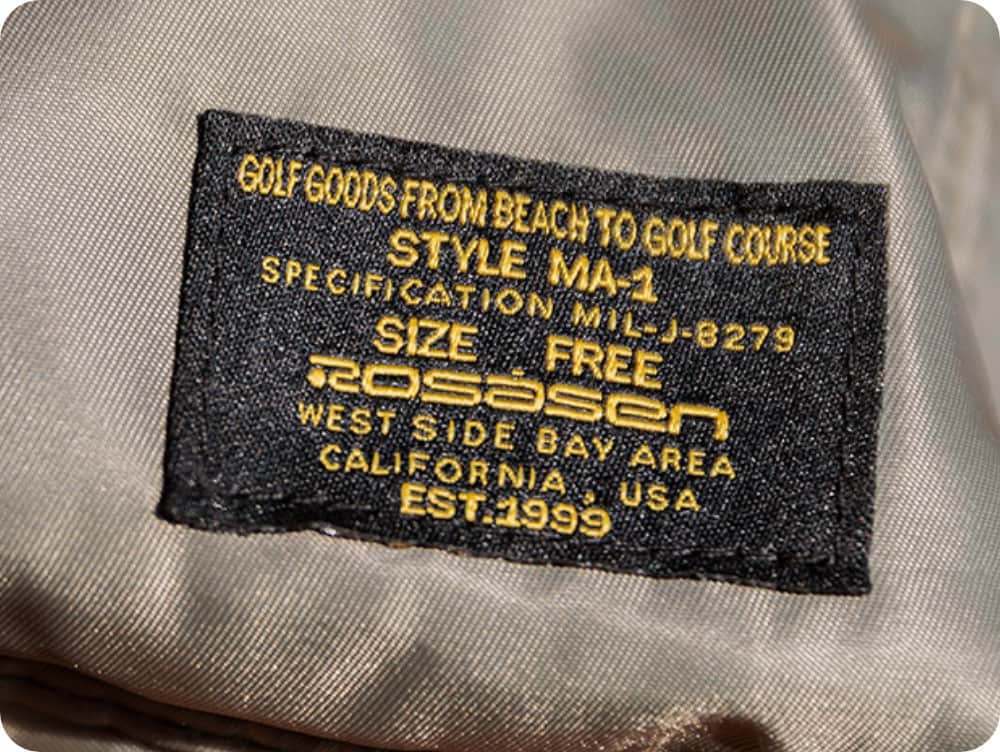 GOLF GOODS FROM BEACH TO GOLF COURSE
STYLE MA-1
SPECIFICATION MIL-J-8279
SIZE FREE
rosasen
WEST SIDE BAY AREA
CALIFORNIA, USA
EST.1999